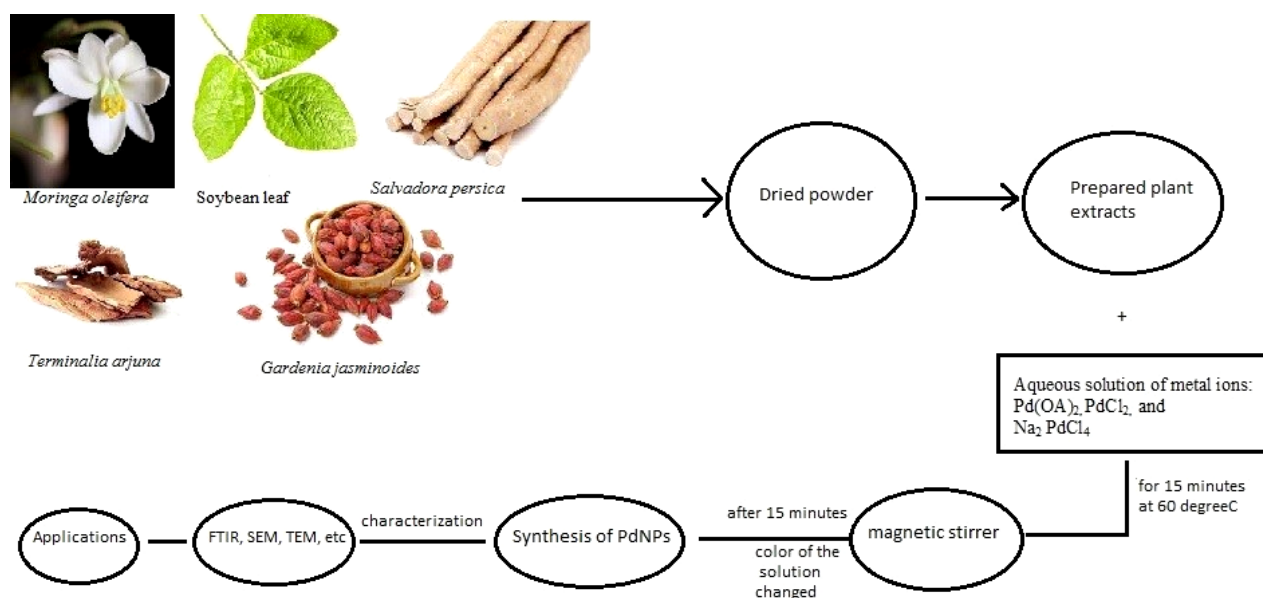 Moringa oleifera
Soybean leaf
Salvadora persica
Terminalia arjuna
Gardenia jasminoides
Dried powder
Prepared plant
extracts
+
Aqueous solution of metal ions:
Pd(OA)₂, PdCl₂, and
Na₂ PdCl₄
for 15 minutes
at 60 degreeC
magnetic stirrer
after 15 minutes
color of the
solution
changed
Synthesis of PdNPs
characterization
FTIR, SEM, TEM, etc
Applications